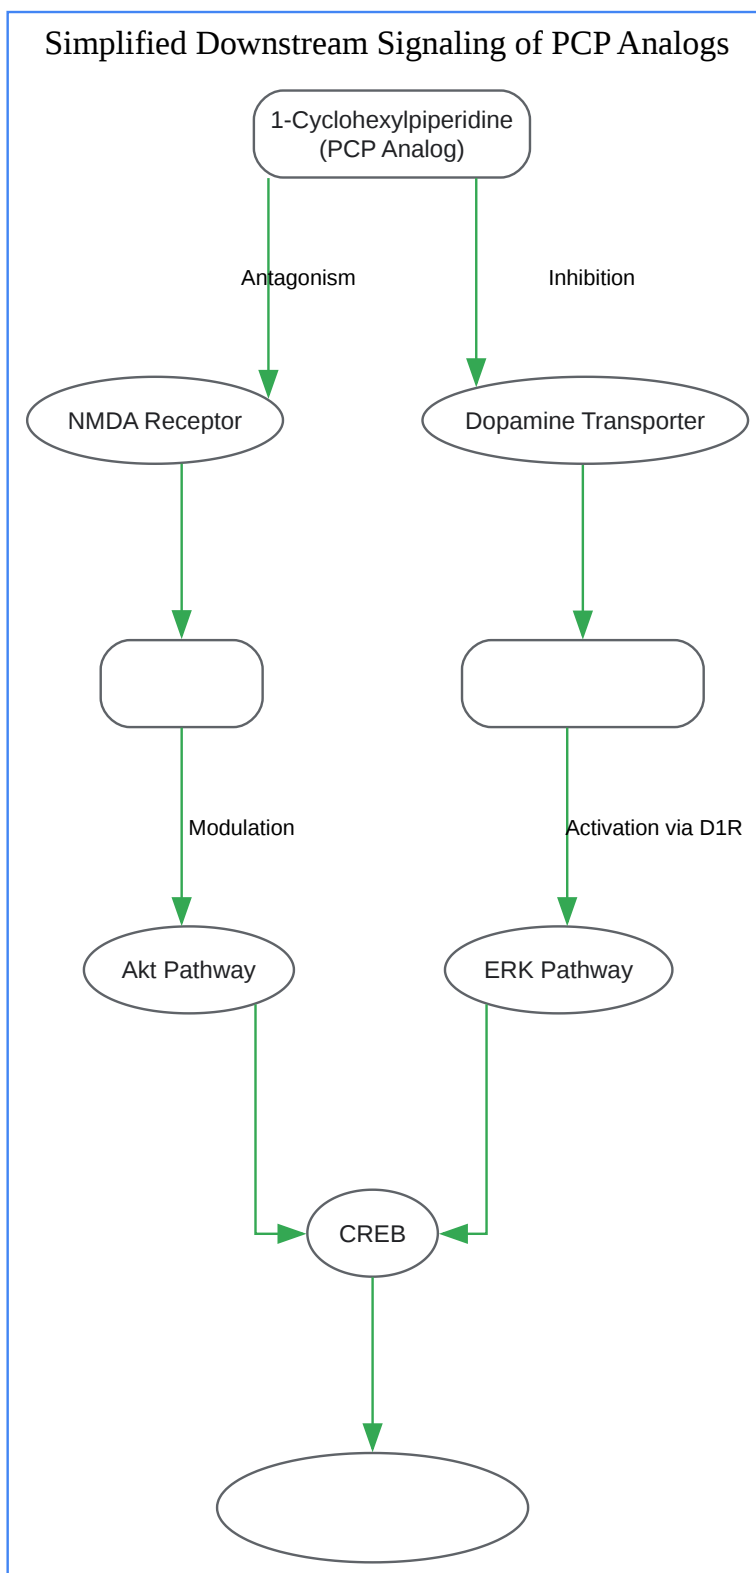 Simplified Downstream Signaling of PCP Analogs
1-Cyclohexylpiperidine
(PCP Analog)
Antagonism
Inhibition
NMDA Receptor
Dopamine Transporter
Modulation
Activation via D1R
Akt Pathway
ERK Pathway
CREB